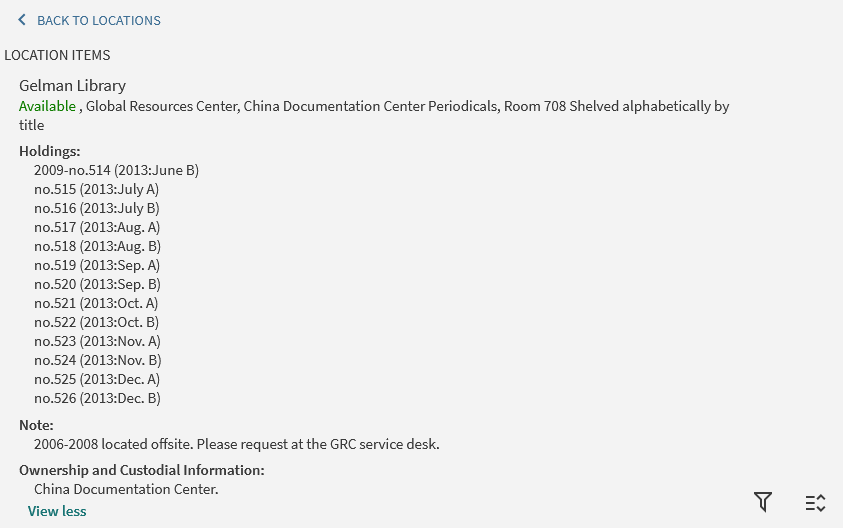 BACK TO LOCATIONS
LOCATION ITEMS
Gelman Library
Available , Global Resources Center, China Documentation Center Periodicals, Room 708 Shelved alphabetically by
title
Holdings:
2009-no.514 (2013:June B)
no.515 (2013:July A)
no.516 (2013:July B)
no.517 (2013:Aug. A)
no.518 (2013:Aug. B)
no.519 (2013:Sep. A)
no.520 (2013:Sep. B)
no.521 (2013:Oct. A)
no.522 (2013:Oct. B)
no.523 (2013:Nov. A)
no.524 (2013:Nov. B)
no.525 (2013:Dec. A)
no.526 (2013:Dec. B)
Note:
2006-2008 located offsite. Please request at the GRC service desk.
Ownership and Custodial Information:
China Documentation Center.
View less